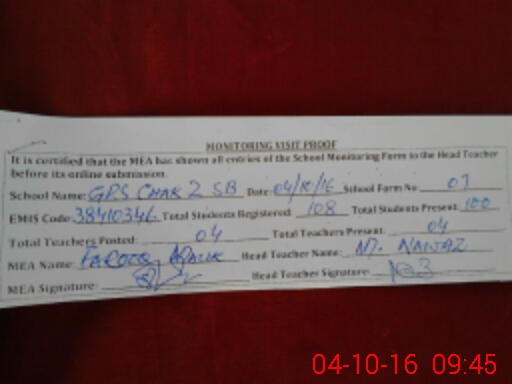 MONITORING VISIT PROOF
It is certified that the MEA has shown all entries of the School Monitoring Form to the Head Teacher
before its online submission.
School Name: GPS CHAK 2 SB Date: 04/10/16 School Form No 07
EMIS Code: 38410346 Total Students Registered: 108 Total Students Present: 100
Total Teachers Posted: 04 Total Teachers Present: 04
MEA Name: FAROOQ MALIK Head Teacher Name: M. NAWAZ
MEA Signature: Head Teacher Signature:
04-10-16 09:45